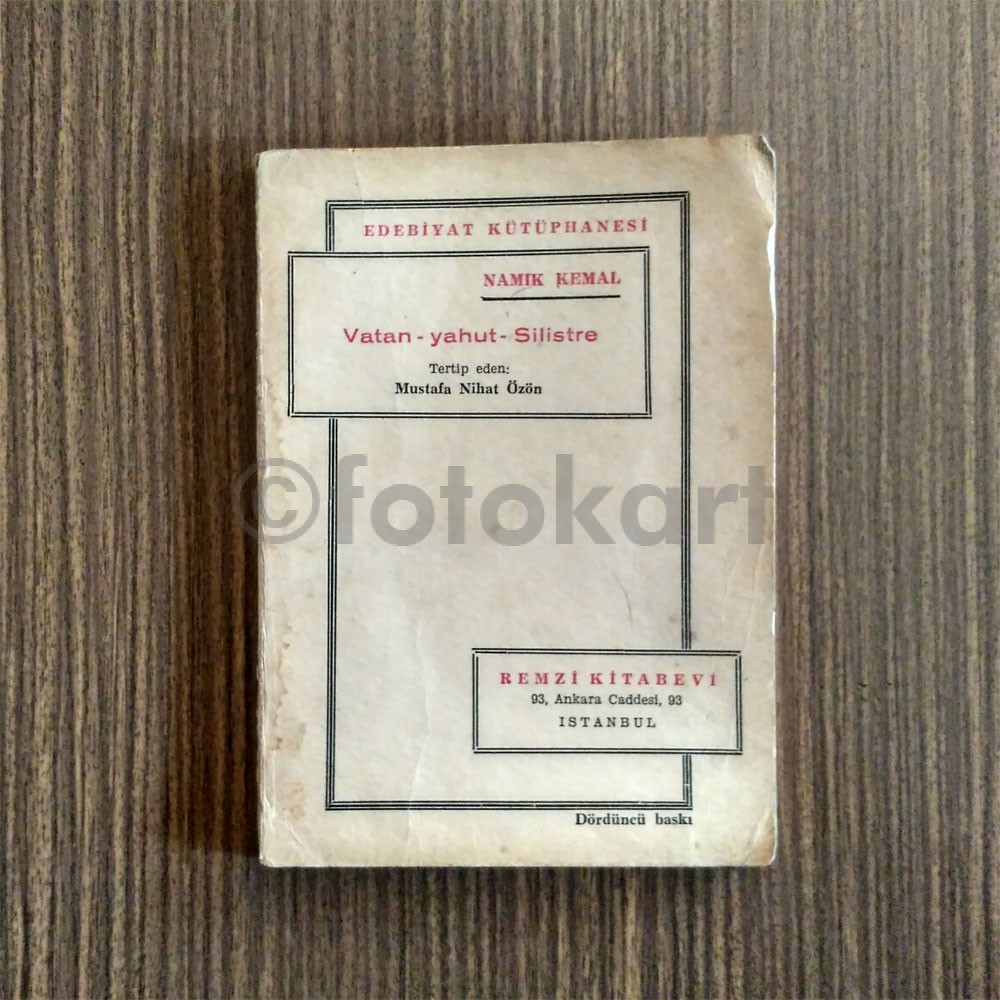 EDEBİYAT KÜTÜPHANESİ
NAMIK KEMAL
Vatan - yahut - Silistre
Tertip eden:
Mustafa Nihat Özön
©fotokart
REMZİ KİTABEVİ
93, Ankara Caddesi, 93
ISTANBUL
Dördüncü baskı